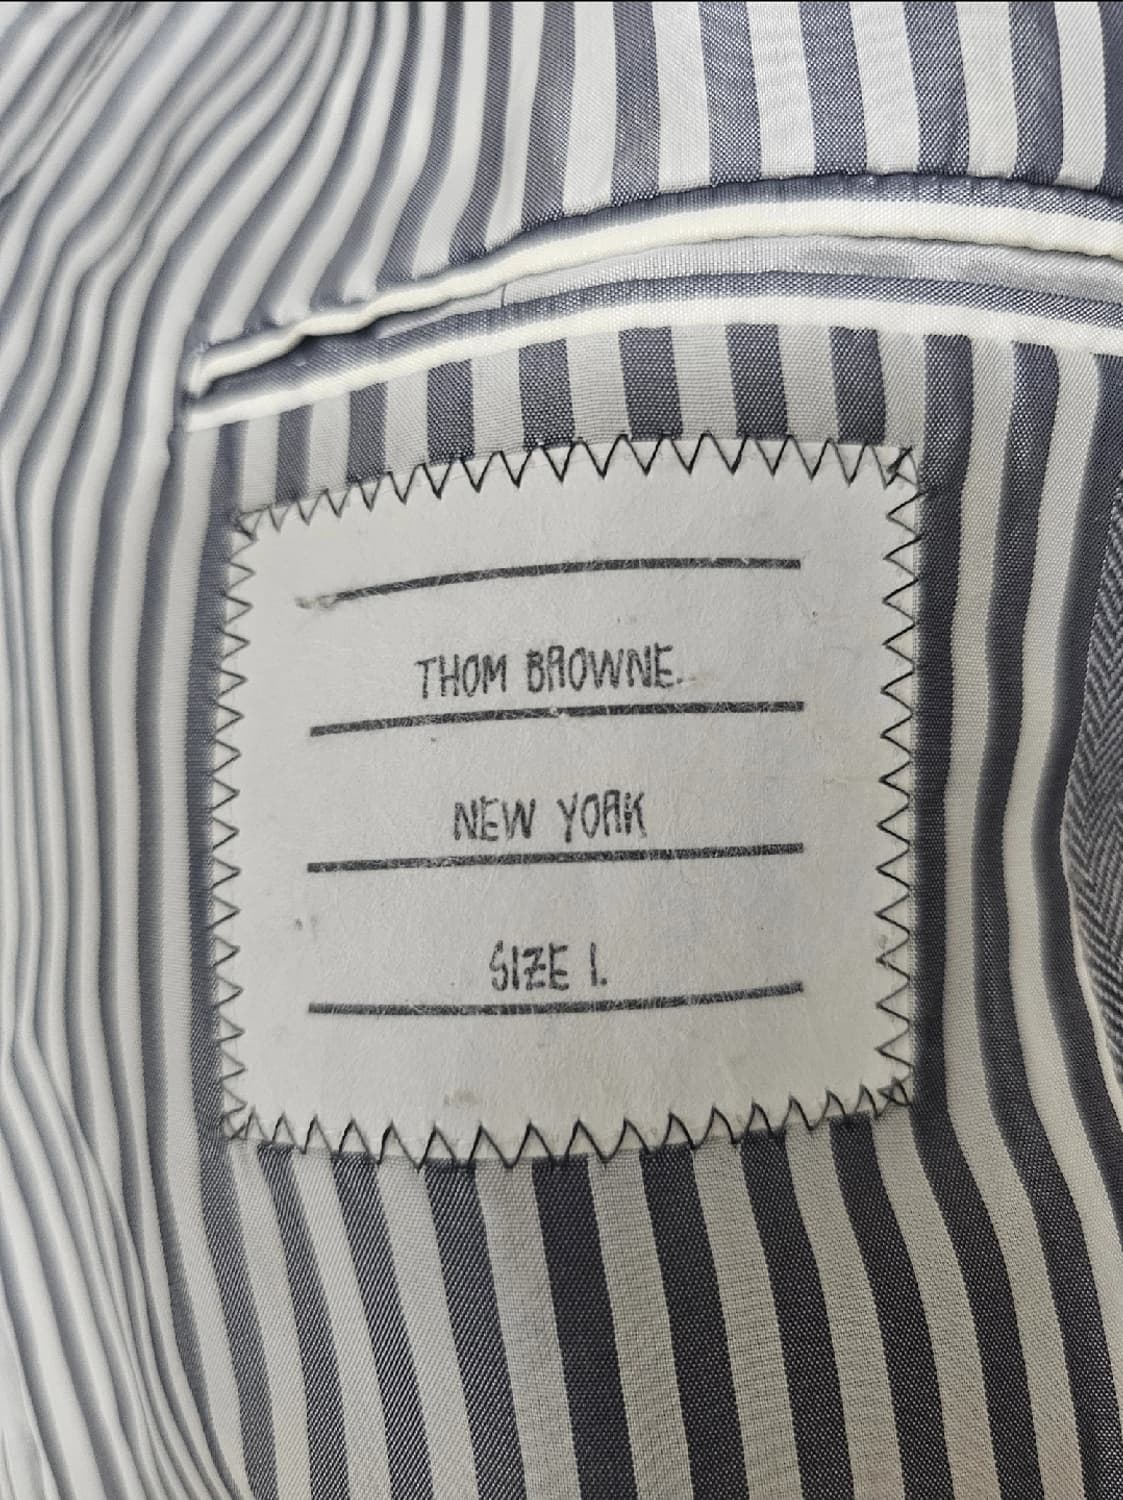 THOM BROWNE.
NEW YORK
SIZE 1.